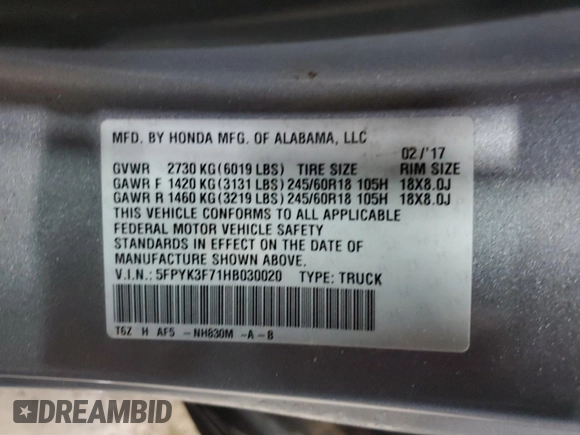 MFD. BY HONDA MFG. OF ALABAMA, LLC
02/'17
GVWR 2730 KG(6019 LBS) TIRE SIZE RIM SIZE
GAWR F 1420 KG(3131 LBS)245/60R18 105H 18X8.0J
GAWR R 1460 KG(3219 LBS)245/60R18 105H 18X8.0J
THIS VEHICLE CONFORMS TO ALL APPLICABLE
FEDERAL MOTOR VEHICLE SAFETY
STANDARDS IN EFFECT ON THE DATE OF
MANUFACTURE SHOWN ABOVE.
V.I.N.: 5FPYK3F71HB030020 TYPE: TRUCK
T6Z H AF5 -NH830M -A-B
DREAMBID